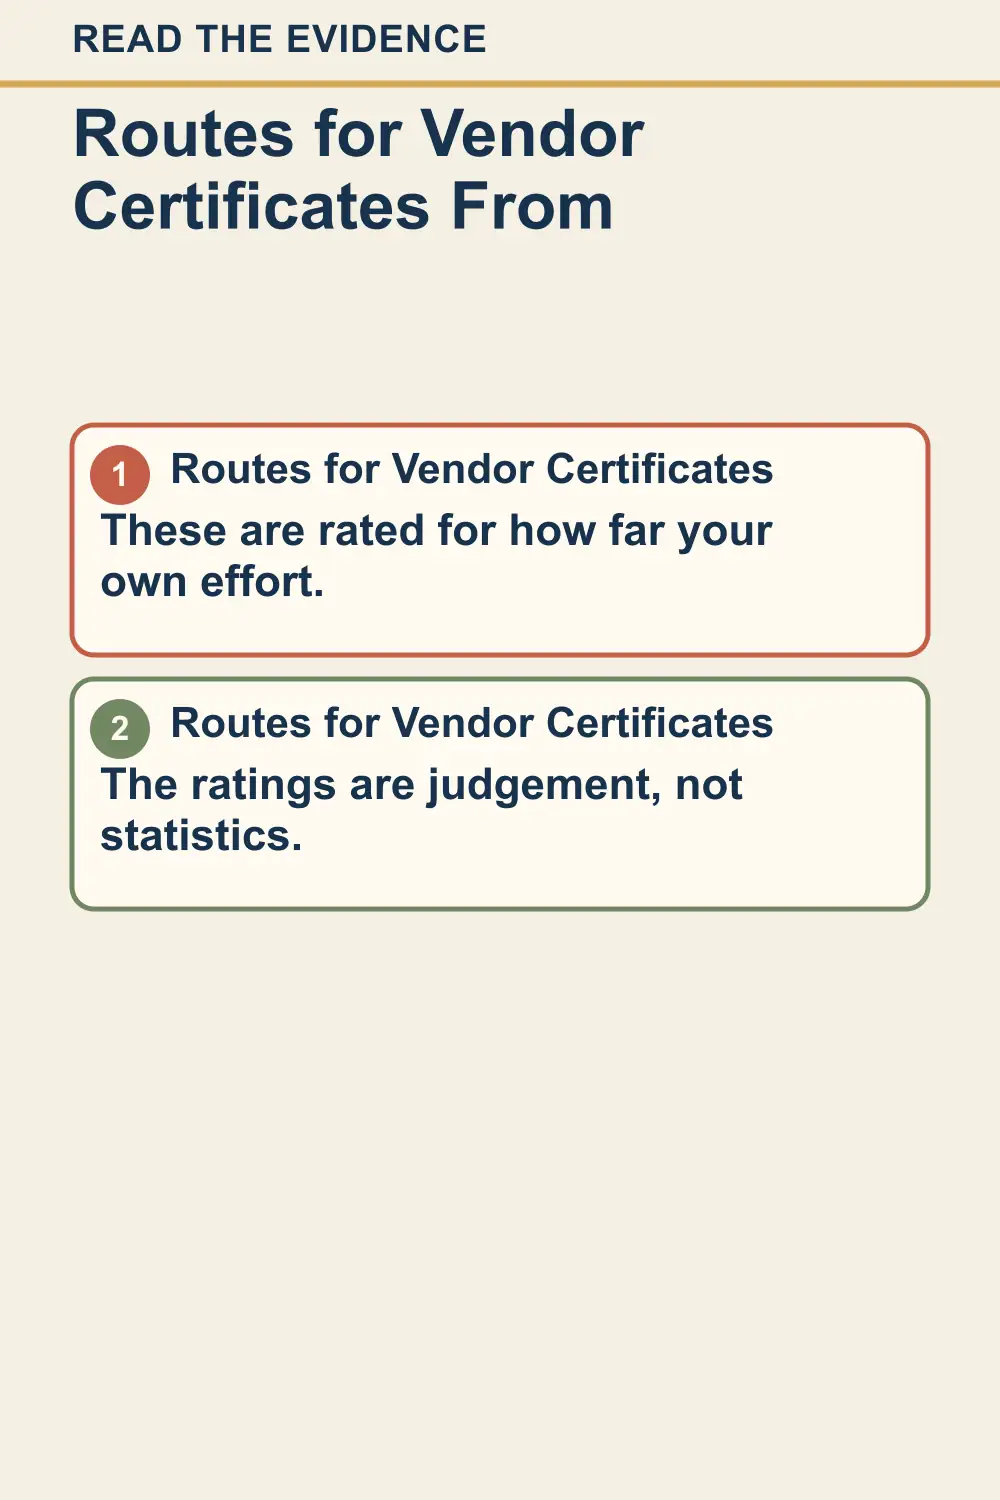 READ THE EVIDENCE
Routes for Vendor
Certificates From
1 Routes for Vendor Certificates
These are rated for how far your
own effort.
2 Routes for Vendor Certificates
The ratings are judgement, not
statistics.